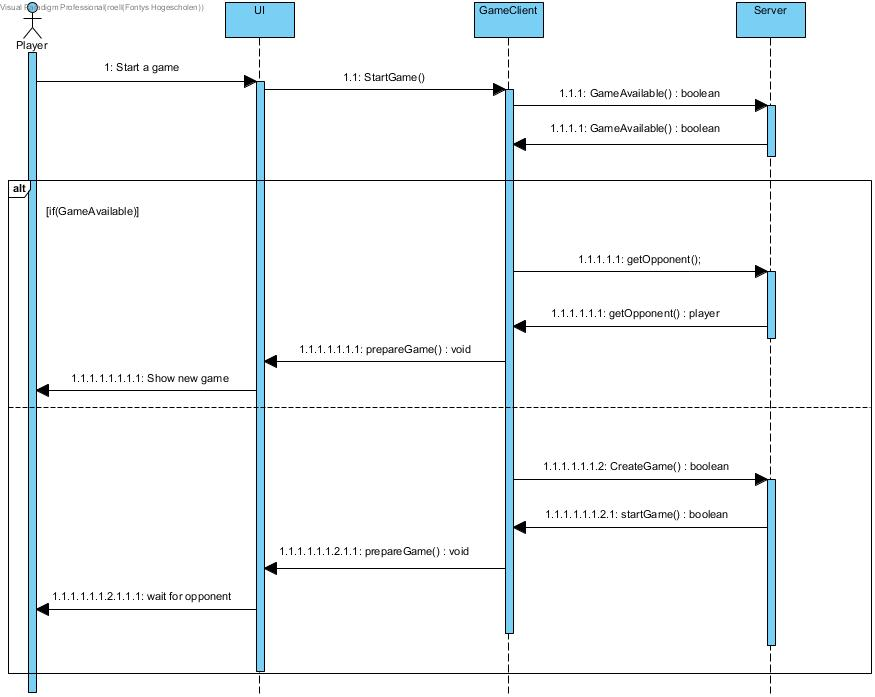 Visual Paradigm Professional(roell(Fontys Hogescholen))
UI
GameClient
Server
Player
1: Start a game
1.1: StartGame()
1.1.1: GameAvailable() : boolean
1.1.1.1: GameAvailable() : boolean
alt
[if(GameAvailable)]
1.1.1.1.1: getOpponent();
1.1.1.1.1.1: getOpponent() : player
1.1.1.1.1.1.1: prepareGame() : void
1.1.1.1.1.1.1.1: Show new game
1.1.1.1.1.1.2: CreateGame() : boolean
1.1.1.1.1.1.2.1: startGame() : boolean
1.1.1.1.1.1.2.1.1: prepareGame() : void
1.1.1.1.1.1.2.1.1.1: wait for opponent